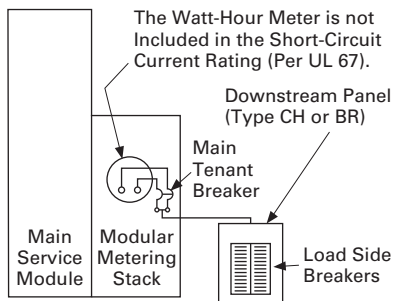 The Watt-Hour Meter is not
Included in the Short-Circuit
Current Rating (Per UL 67).
Downstream Panel
(Type CH or BR)
Main
Tenant
Breaker
Main
Service
Module
Modular
Metering
Stack
Load Side
Breakers